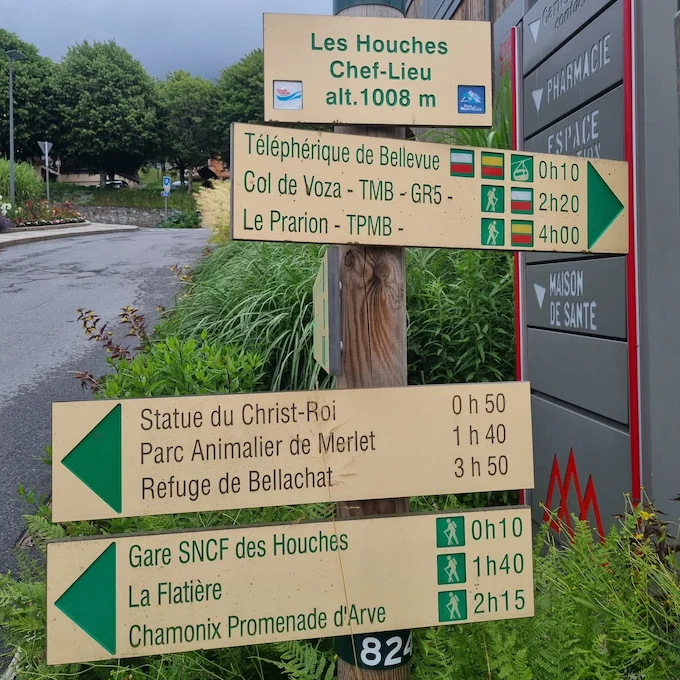 Les Houches
Chef-Lieu
alt.1008 m
Téléphérique de Bellevue 0h10
Col de Voza - TMB - GR5 - 2h20
Le Prarion - TPMB - 4h00
PHARMACIE
ESPACE
MAISON
DE SANTÉ
Statue du Christ-Roi 0 h 50
Parc Animalier de Merlet 1 h 40
Refuge de Bellachat 3 h 50
Gare SNCF des Houches 0h10
La Flatière 1h40
Chamonix Promenade d'Arve 2h15
824